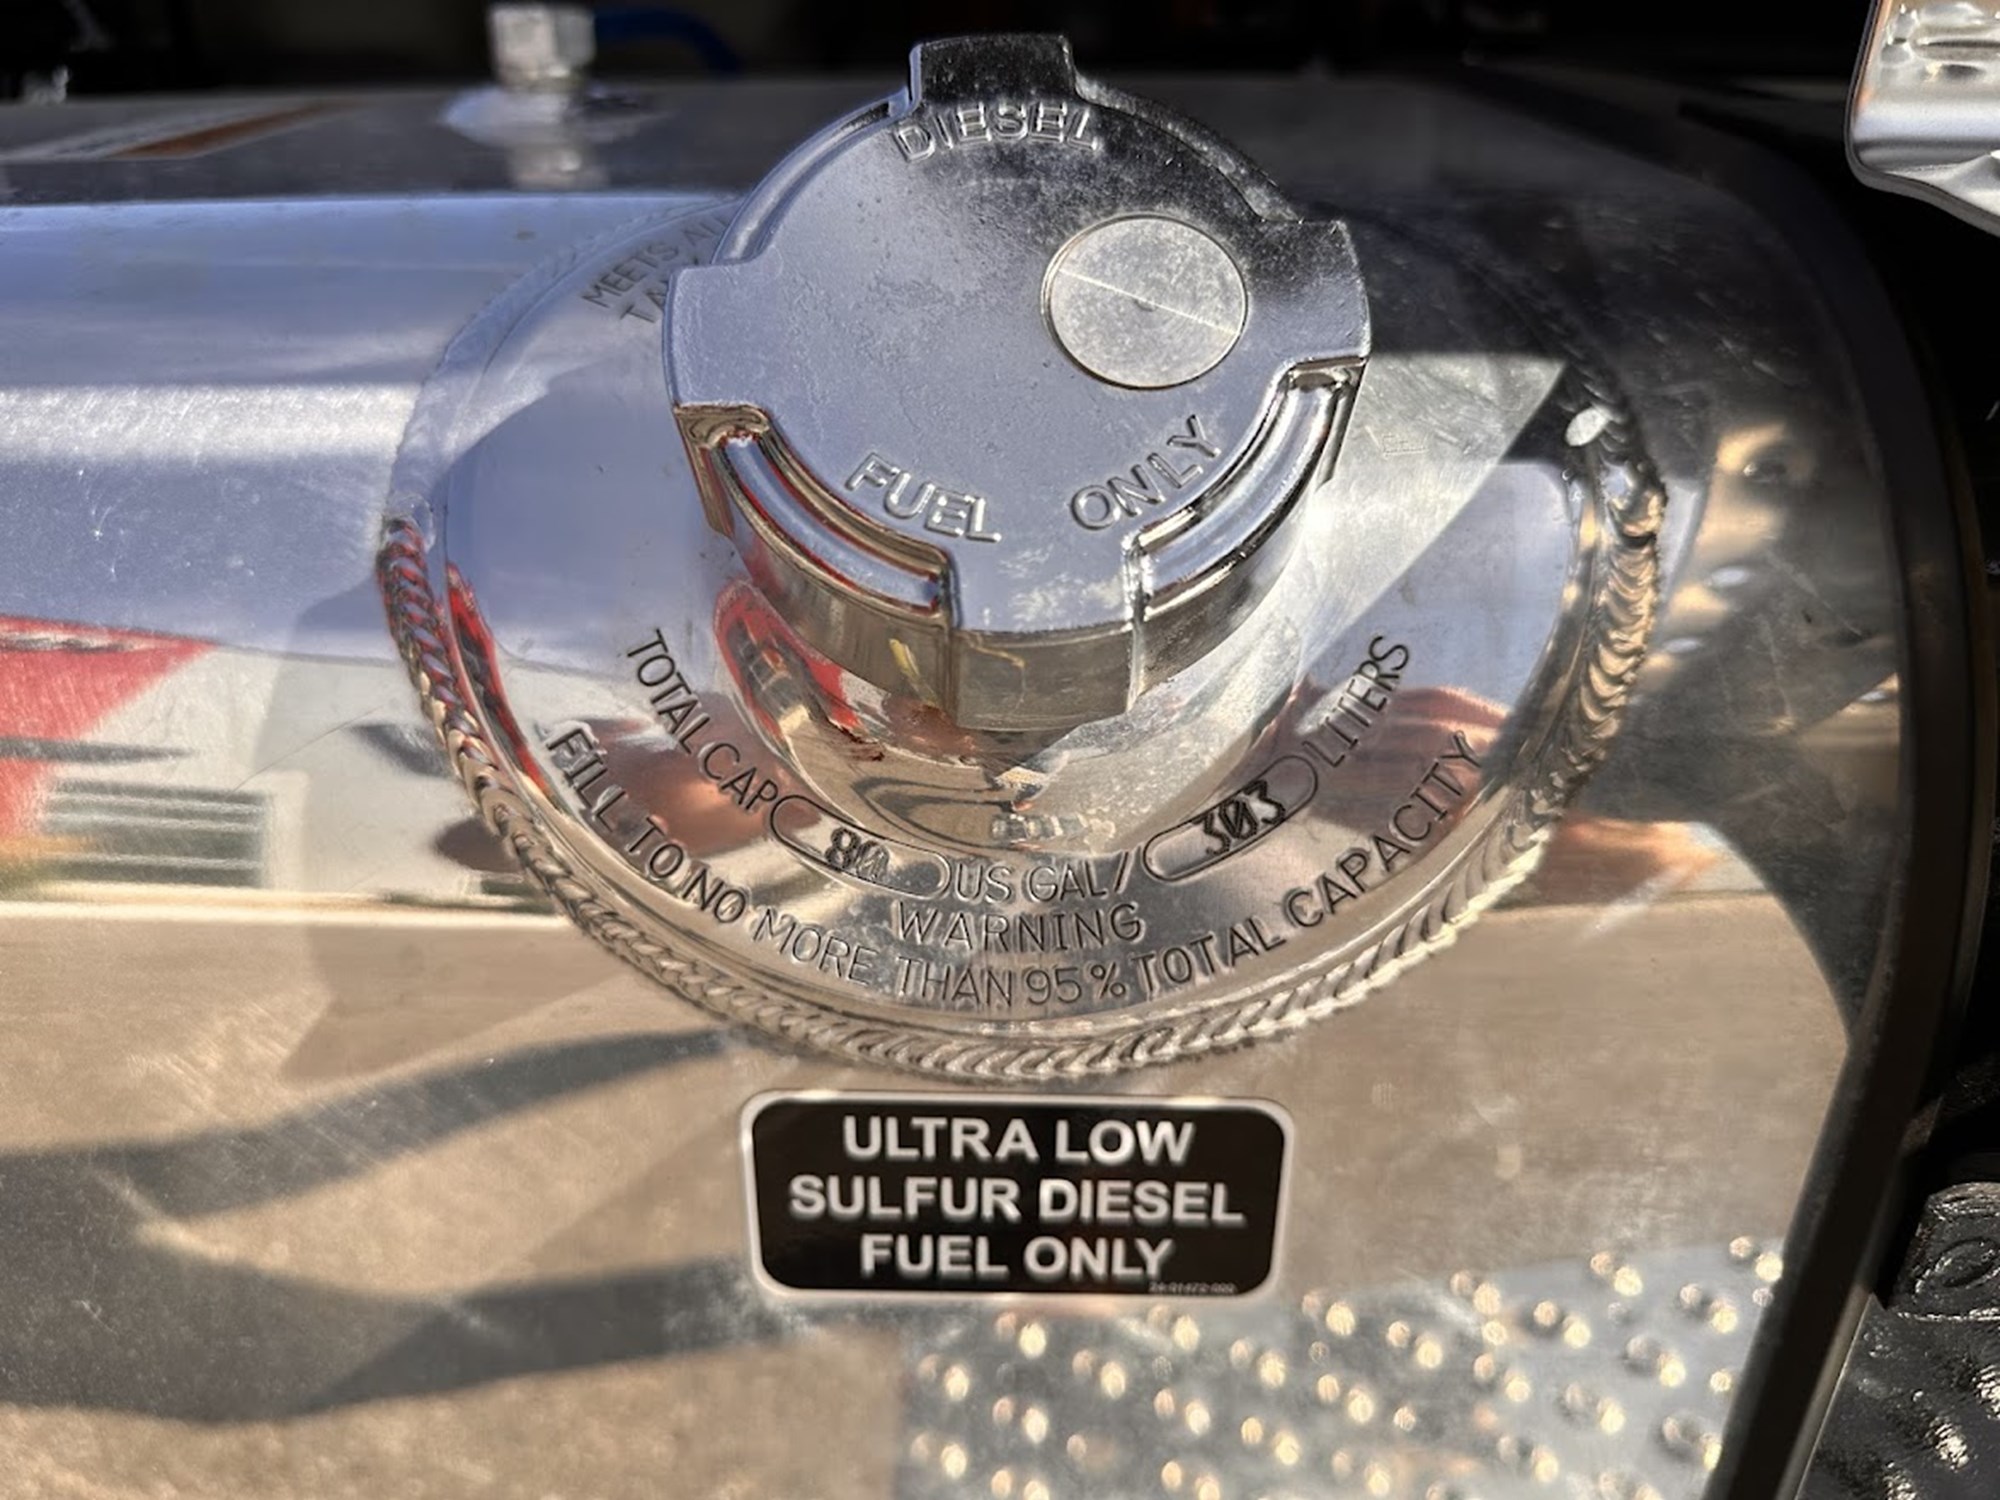 DIESEL
FUEL ONLY
MEETS
TOTAL CAP 80 US GAL/ 303 LITERS
WARNING
FILL TO NO MORE THAN 95% TOTAL CAPACITY
ULTRA LOW
SULFUR DIESEL
FUEL ONLY